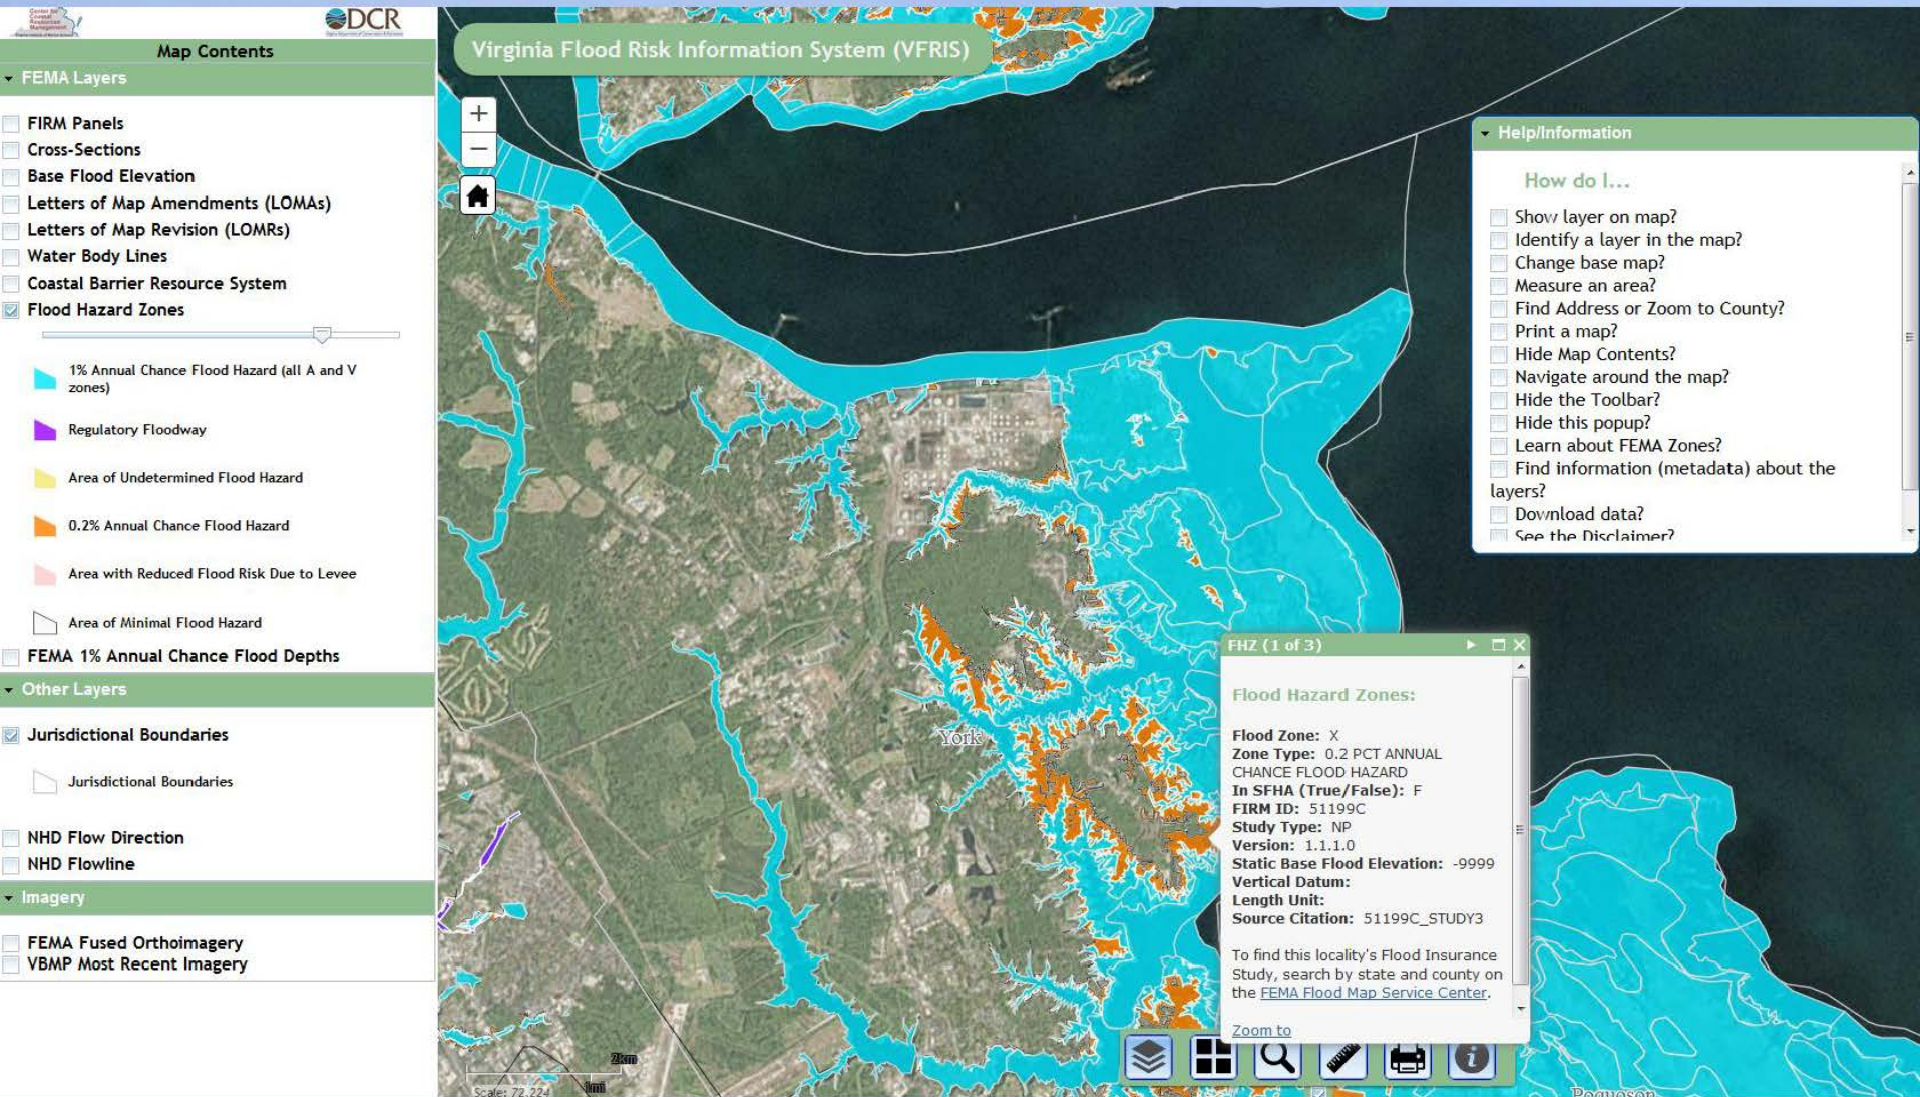 Center for
Coastal
Resources
Management
DCR
Map Contents
FEMA Layers
FIRM Panels
Cross-Sections
Base Flood Elevation
Letters of Map Amendments (LOMAs)
Letters of Map Revision (LOMRs)
Water Body Lines
Coastal Barrier Resource System
Flood Hazard Zones
1% Annual Chance Flood Hazard (all A and V
zones)
Regulatory Floodway
Area of Undetermined Flood Hazard
0.2% Annual Chance Flood Hazard
Area with Reduced Flood Risk Due to Levee
Area of Minimal Flood Hazard
FEMA 1% Annual Chance Flood Depths
Other Layers
Jurisdictional Boundaries
Jurisdictional Boundaries
NHD Flow Direction
NHD Flowline
Imagery
FEMA Fused Orthoimagery
VBMP Most Recent Imagery
Virginia Flood Risk Information System (VFRIS)
+
−
York
2km
1mi
Scale: 72,224
Help/Information
How do I...
Show layer on map?
Identify a layer in the map?
Change base map?
Measure an area?
Find Address or Zoom to County?
Print a map?
Hide Map Contents?
Navigate around the map?
Hide the Toolbar?
Hide this popup?
Learn about FEMA Zones?
Find information (metadata) about the
layers?
Download data?
See the Disclaimer?
FHZ (1 of 3)
Flood Hazard Zones:
Flood Zone: X
Zone Type: 0.2 PCT ANNUAL
CHANCE FLOOD HAZARD
In SFHA (True/False): F
FIRM ID: 51199C
Study Type: NP
Version: 1.1.1.0
Static Base Flood Elevation: -9999
Vertical Datum:
Length Unit:
Source Citation: 51199C_STUDY3
To find this locality's Flood Insurance
Study, search by state and county on
the FEMA Flood Map Service Center.
Zoom to
Poquoson